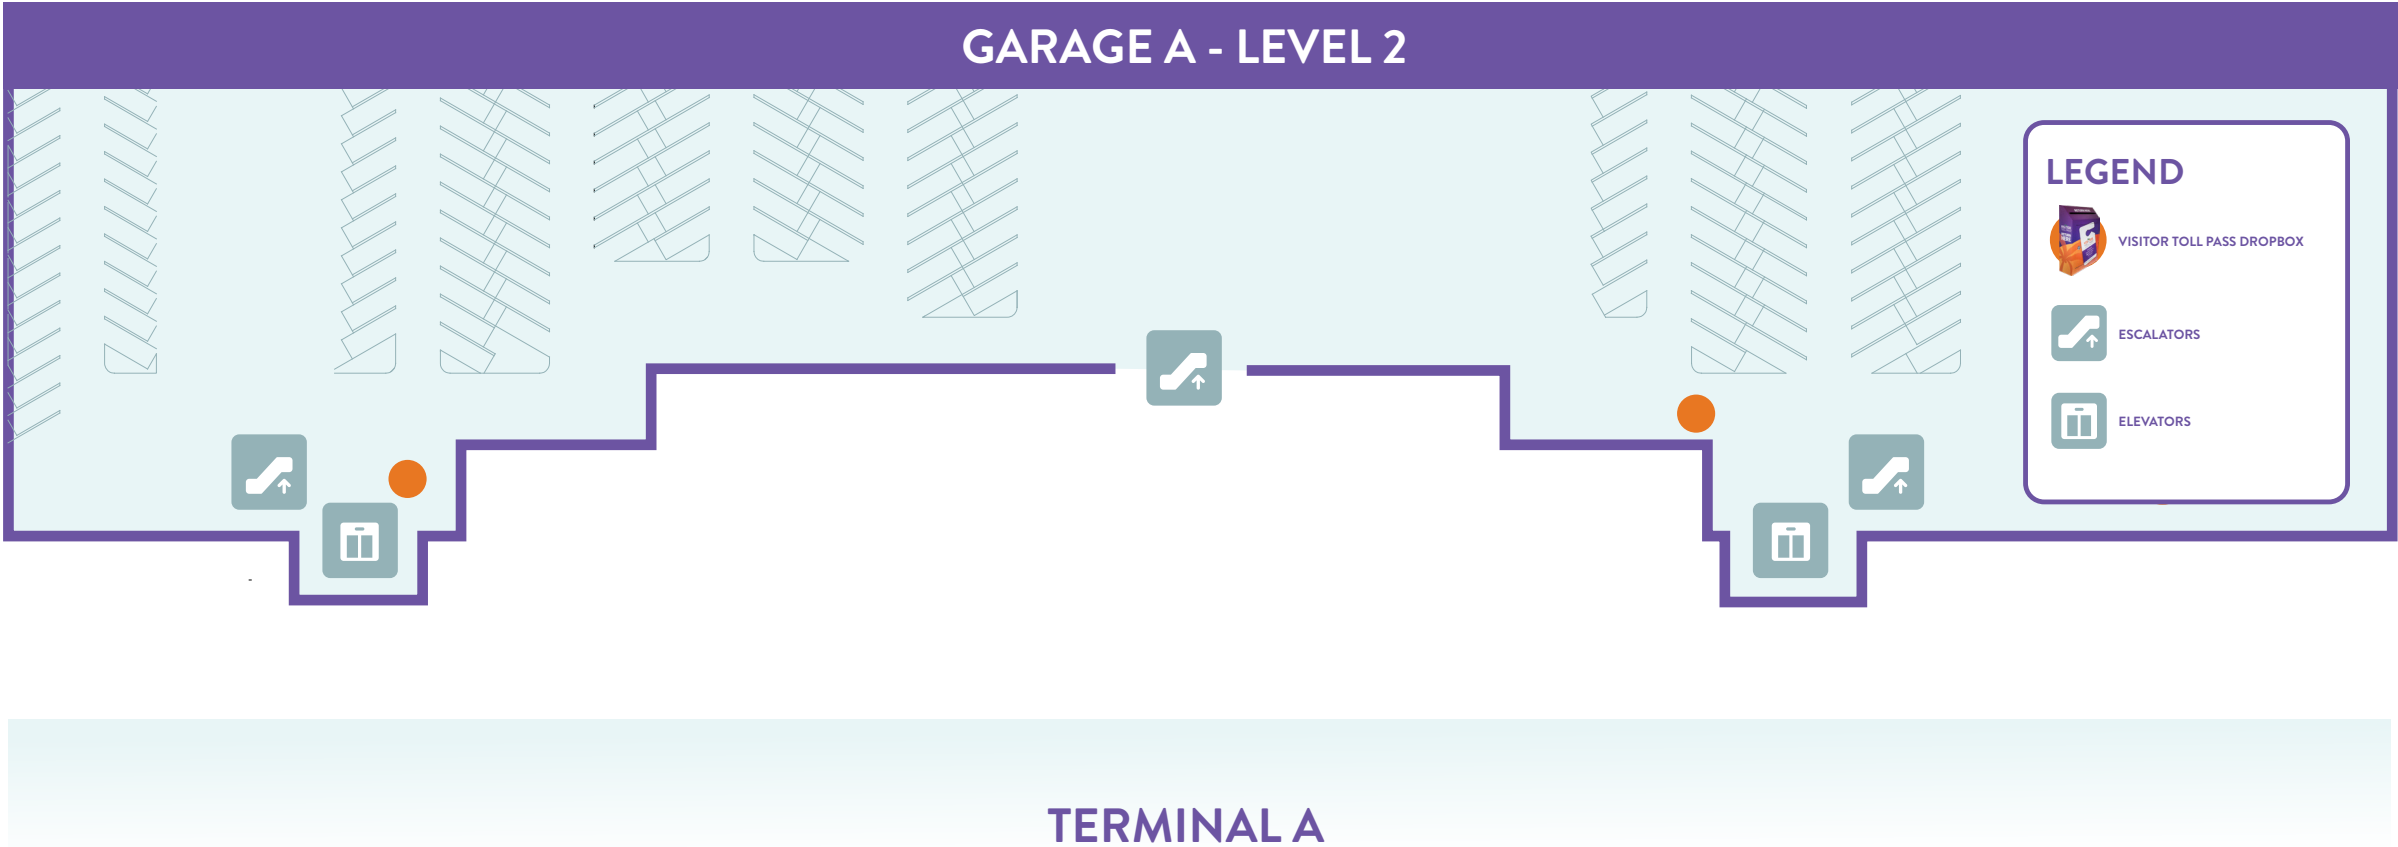 GARAGE A - LEVEL 2
LEGEND
VISITOR TOLL PASS DROPBOX
ESCALATORS
ELEVATORS
TERMINAL A